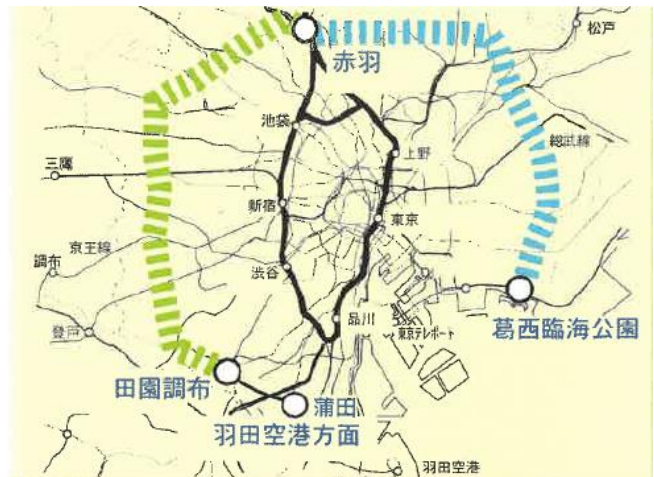 松戸
赤羽
池袋
総武線
上野
三鷹
新宿
東京
京王線
調布
渋谷
登戸
品川
東京テレポート
葛西臨海公園
田園調布
蒲田
羽田空港方面
羽田空港